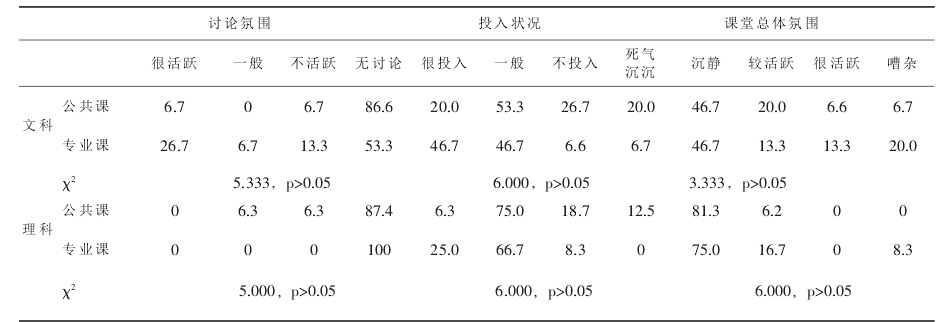 讨论氛围 投入状况 课堂总体氛围
很活跃 一般 不活跃 无讨论 很投入 一般 不投入 死气沉沉 沉静 较活跃 很活跃 嘈杂
文科 公共课 6.7 0 6.7 86.6 20.0 53.3 26.7 20.0 46.7 20.0 6.6 6.7
专业课 26.7 6.7 13.3 53.3 46.7 46.7 6.6 6.7 46.7 13.3 13.3 20.0
χ² 5.333，p>0.05 6.000，p>0.05 3.333，p>0.05
理科 公共课 0 6.3 6.3 87.4 6.3 75.0 18.7 12.5 81.3 6.2 0 0
专业课 0 0 0 100 25.0 66.7 8.3 0 75.0 16.7 0 8.3
χ² 5.000，p>0.05 6.000，p>0.05 6.000，p>0.05